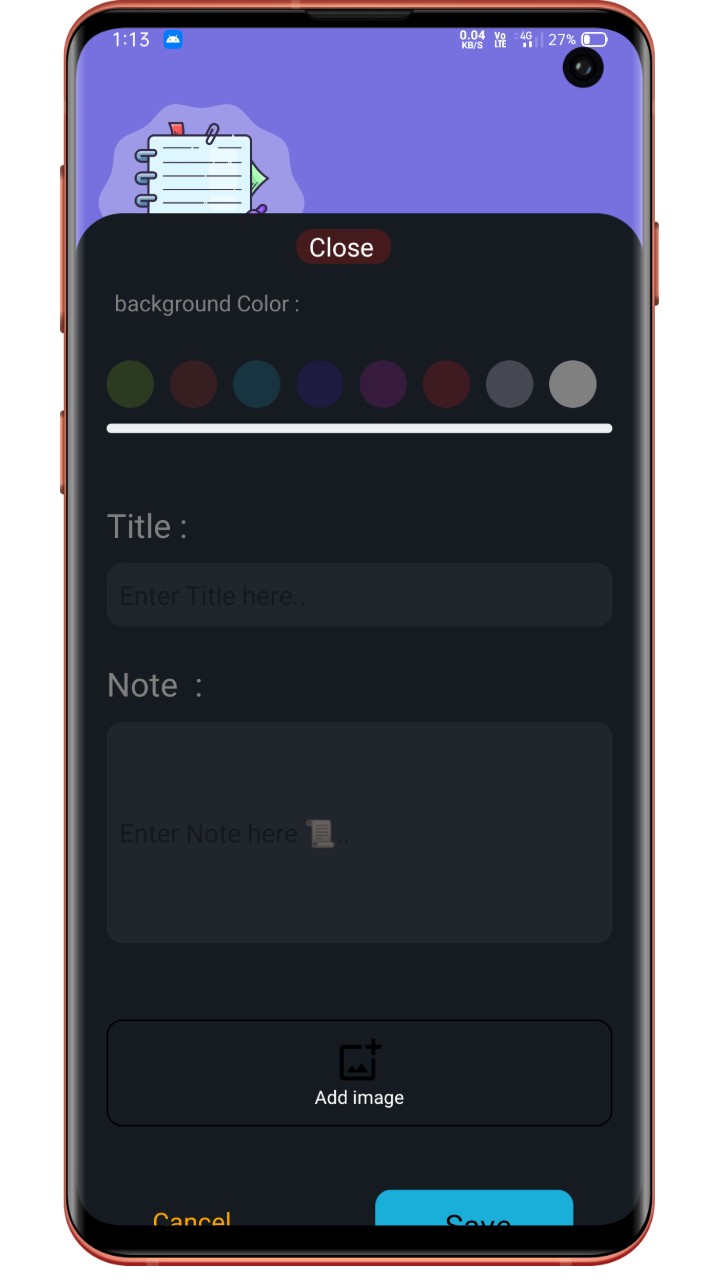 1:13 0.04 KB/S Vo LTE 4G 27%
Close
background Color :
Title :
Enter Title here..
Note :
Enter Note here 📜..
Add image
Cancel Save